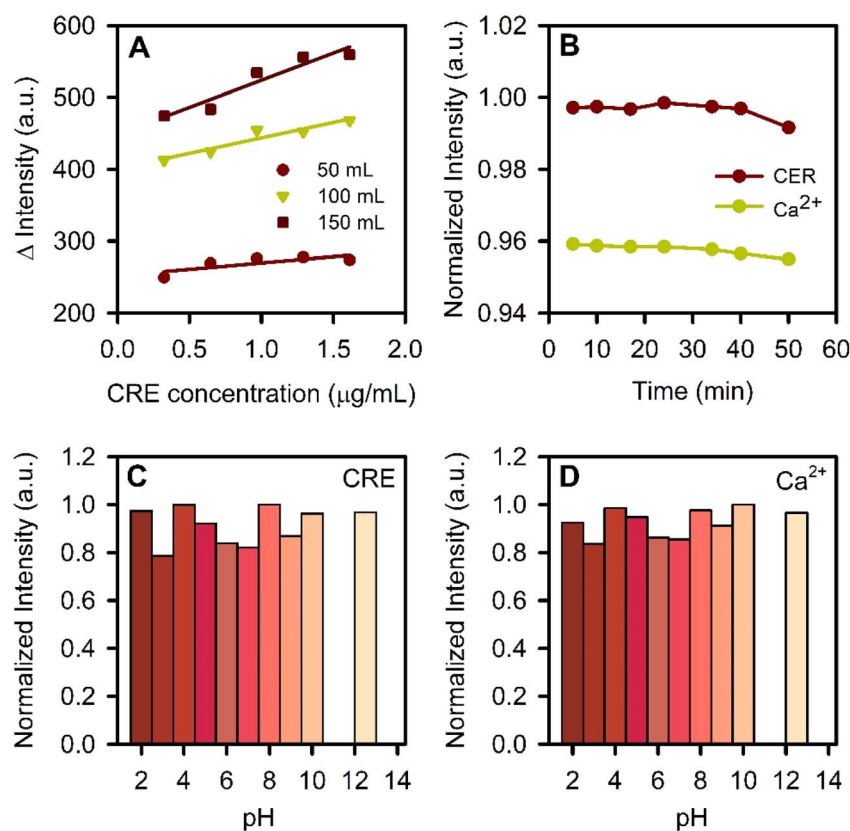 A
Δ Intensity (a.u.)
600
500
400
300
200
50 mL
100 mL
150 mL
0.0 0.5 1.0 1.5 2.0
CRE concentration (μg/mL)
B
Normalized Intensity (a.u.)
1.02
1.00
0.98
0.96
0.94
CER
Ca²⁺
0 10 20 30 40 50 60
Time (min)
C
CRE
Normalized Intensity (a.u.)
1.2
1.0
0.8
0.6
0.4
0.2
0.0
2 4 6 8 10 12 14
pH
D
Ca²⁺
Normalized Intensity (a.u.)
1.2
1.0
0.8
0.6
0.4
0.2
0.0
2 4 6 8 10 12 14
pH